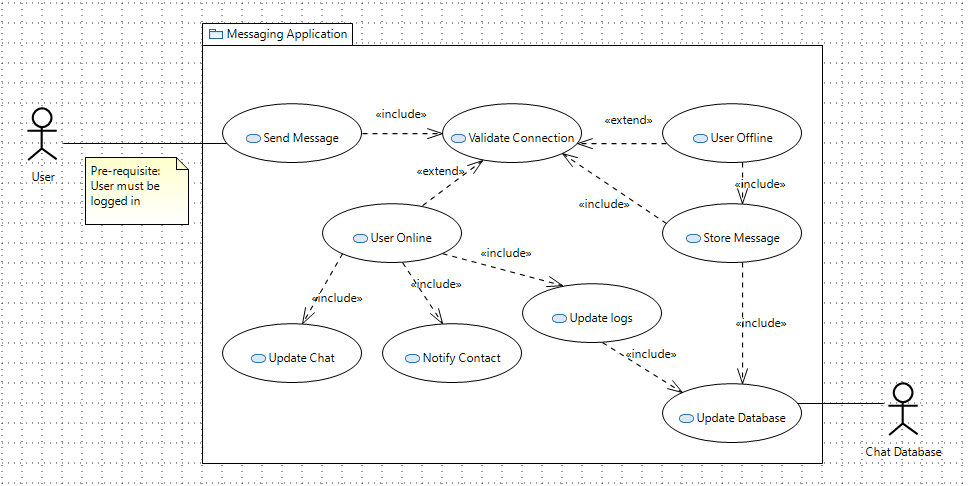 Messaging Application
«include»
«extend»
Send Message
Validate Connection
User Offline
User
Pre-requisite:
User must be
logged in
«extend»
«include»
«include»
User Online
Store Message
«include»
«include»
«include»
Update logs
«include»
Update Chat
Notify Contact
«include»
«include»
Update Database
Chat Database